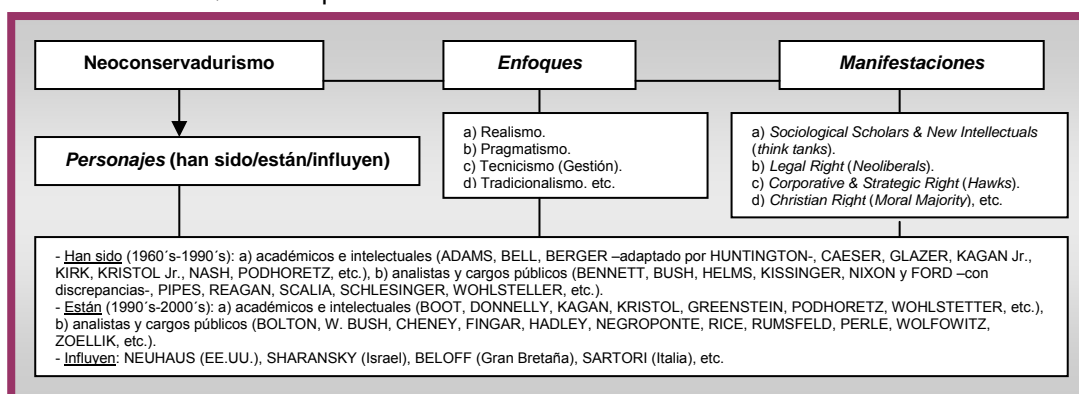 Neoconservadurismo
Enfoques
Manifestaciones
Personajes (han sido/están/influyen)
a) Realismo.
b) Pragmatismo.
c) Tecnicismo (Gestión).
d) Tradicionalismo, etc.
a) Sociological Scholars & New Intellectuals
(think tanks).
b) Legal Right (Neoliberals).
c) Corporative & Strategic Right (Hawks).
d) Christian Right (Moral Majority), etc.
- Han sido (1960´s-1990´s): a) académicos e intelectuales (ADAMS, BELL, BERGER –adaptado por HUNTINGTON-, CAESER, GLAZER, KAGAN Jr.,
KIRK, KRISTOL Jr., NASH, PODHORETZ, etc.), b) analistas y cargos públicos (BENNETT, BUSH, HELMS, KISSINGER, NIXON y FORD –con
discrepancias-, PIPES, REAGAN, SCALIA, SCHLESINGER, WOHLSTELLER, etc.).
- Están (1990´s-2000´s): a) académicos e intelectuales (BOOT, DONNELLY, KAGAN, KRISTOL, GREENSTEIN, PODHORETZ, WOHLSTETTER, etc.),
b) analistas y cargos públicos (BOLTON, W. BUSH, CHENEY, FINGAR, HADLEY, NEGROPONTE, RICE, RUMSFELD, PERLE, WOLFOWITZ,
ZOELLIK, etc.).
- Influyen: NEUHAUS (EE.UU.), SHARANSKY (Israel), BELOFF (Gran Bretaña), SARTORI (Italia), etc.